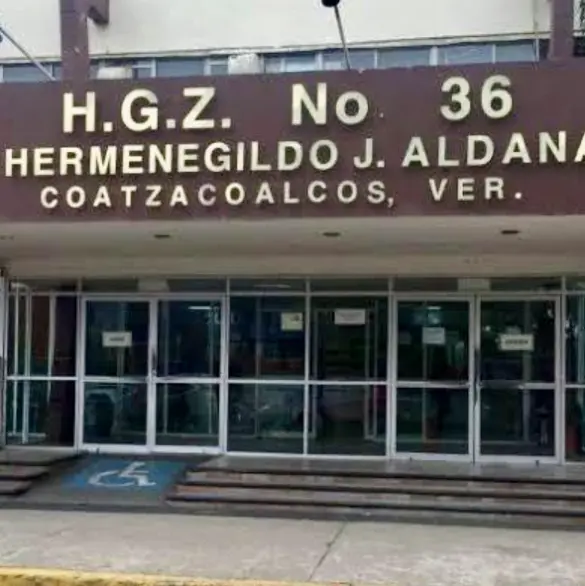 H.G.Z. No 36
HERMENEGILDO J. ALDANA
COATZACOALCOS, VER.